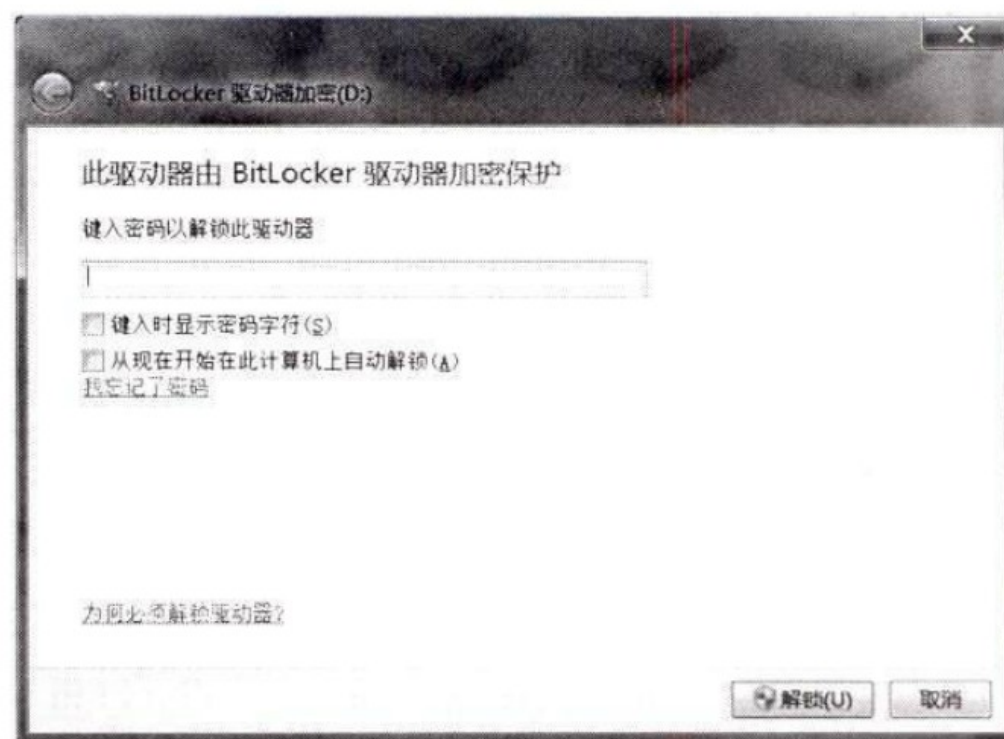 BitLocker 驱动器加密(D:)
此驱动器由 BitLocker 驱动器加密保护
键入密码以解锁此驱动器
键入时显示密码字符(S)
从现在开始在此计算机上自动解锁(A)
我忘记了密码
为何必须解锁驱动器?
解锁(U) 取消